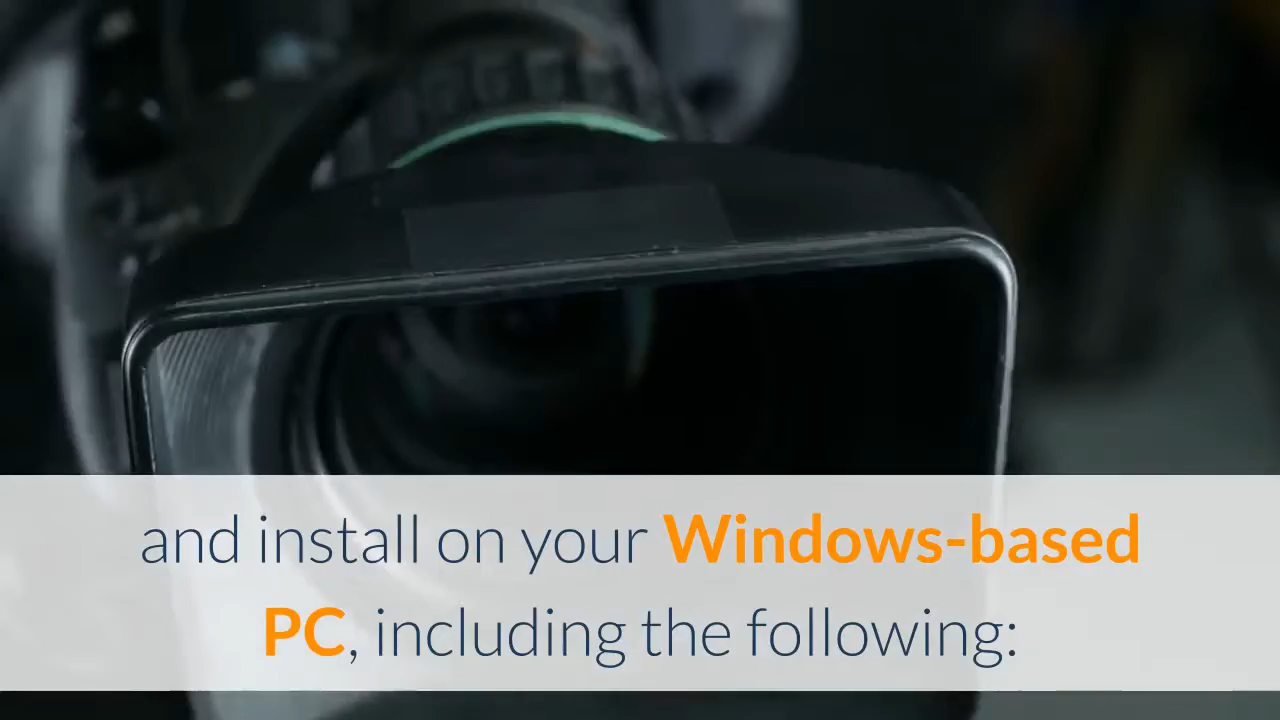 and install on your Windows-based
PC, including the following: